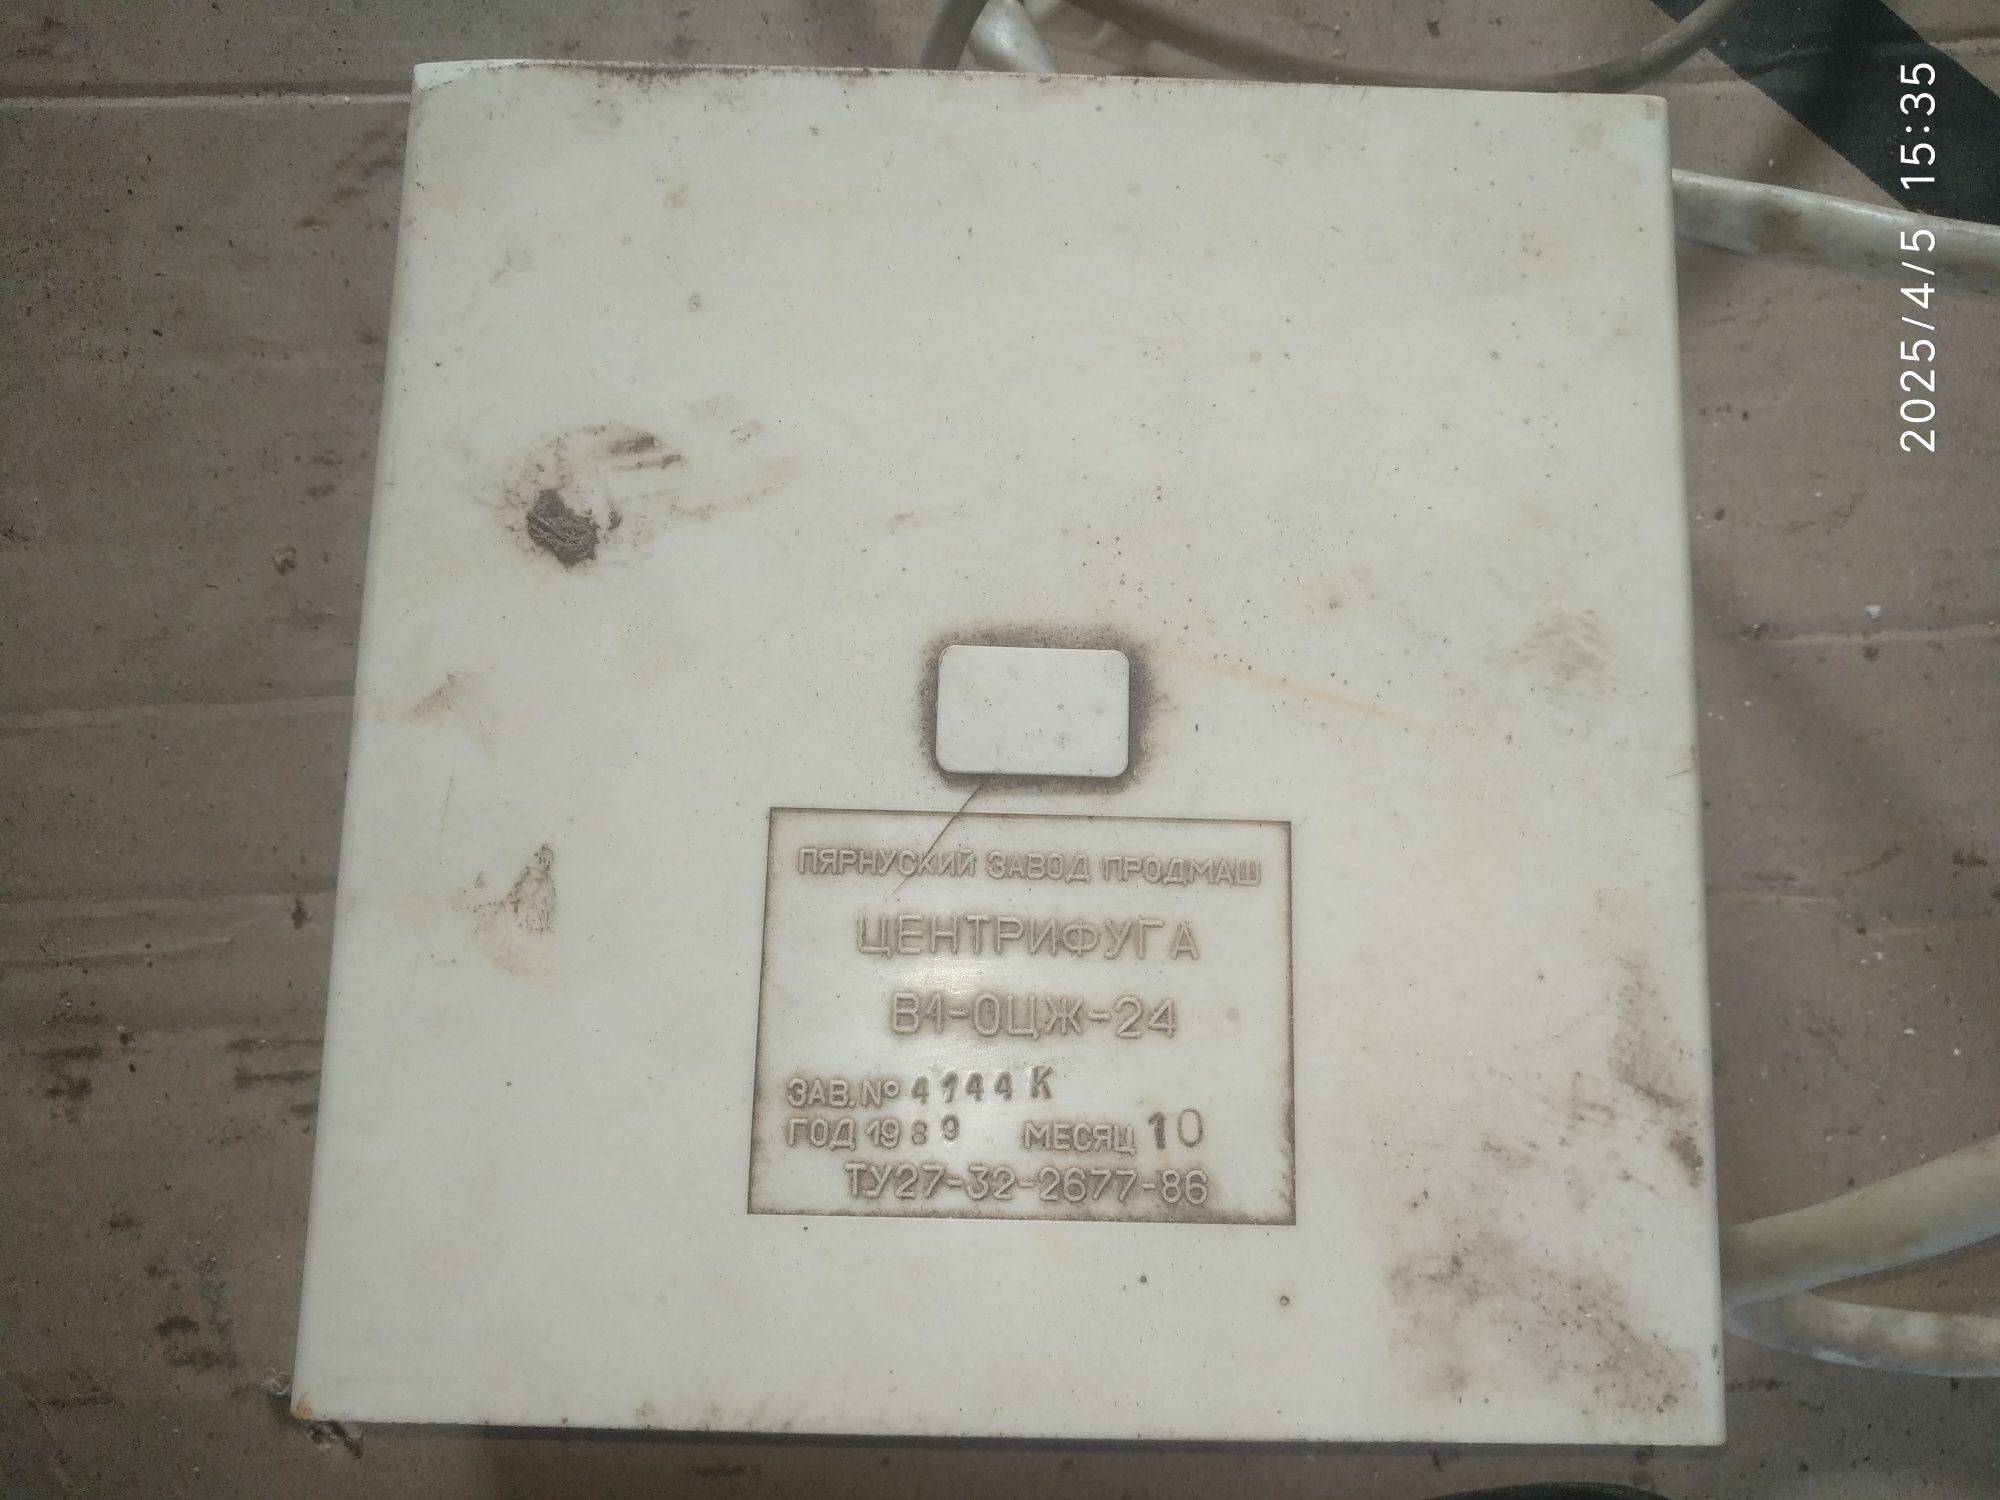 ПЯРНУСКИЙ ЗАВОД ПРОДМАШ
ЦЕНТРИФУГА
В1-ОЦЖ-24
ЗАВ.№ 4144 К
ГОД 1989 МЕСЯЦ 10
ТУ27-32-2677-86
2025/4/5 15:35